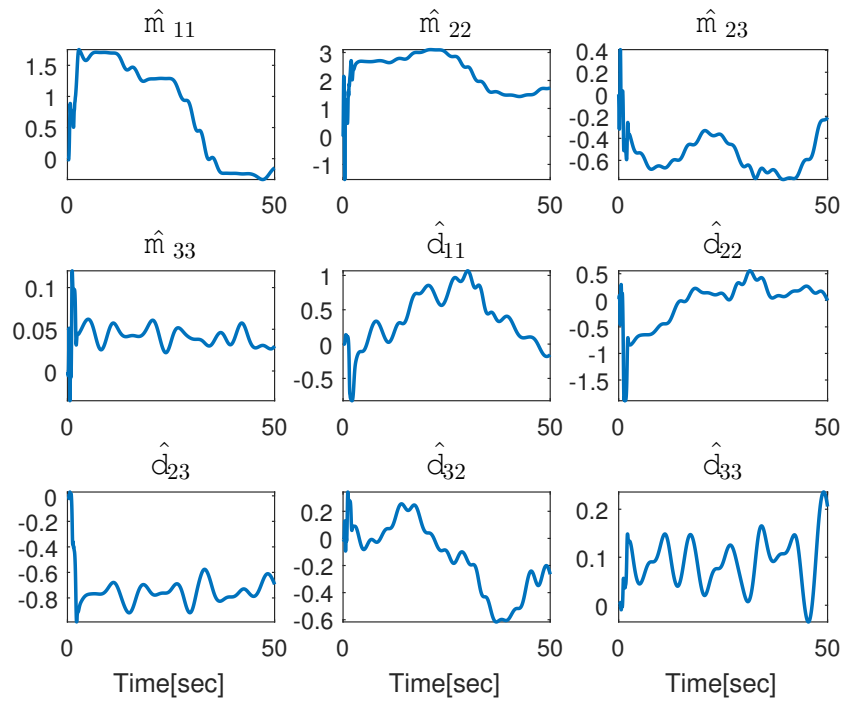 m̂ 11 m̂ 22 m̂ 23
1.5 1 0.5 0 0 50
3 2 1 0 -1 0 50
0.4 0.2 0 -0.2 -0.4 -0.6 0 50
m̂ 33 d̂11 d̂22
0.1 0.05 0 0 50
1 0.5 0 -0.5 0 50
0.5 0 -0.5 -1 -1.5 0 50
d̂23 d̂32 d̂33
0 -0.2 -0.4 -0.6 -0.8 0 50
0.2 0 -0.2 -0.4 -0.6 0 50
0.2 0.1 0 0 50
Time[sec] Time[sec] Time[sec]